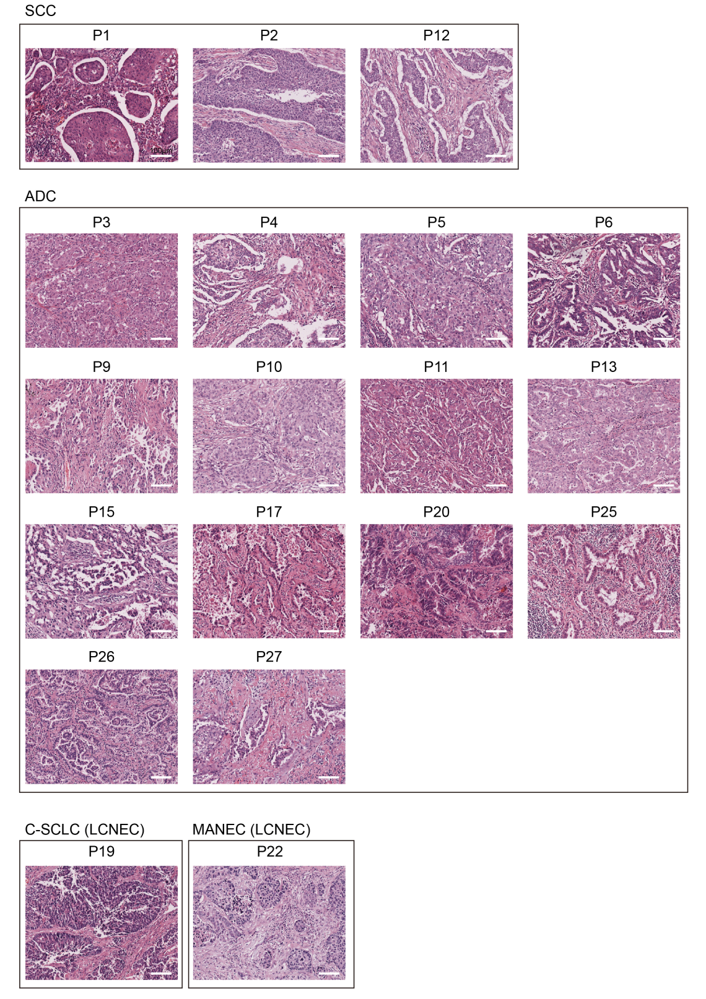 SCC
P1 P2 P12
100μm
ADC
P3 P4 P5 P6
P9 P10 P11 P13
P15 P17 P20 P25
P26 P27
C-SCLC (LCNEC) MANEC (LCNEC)
P19 P22